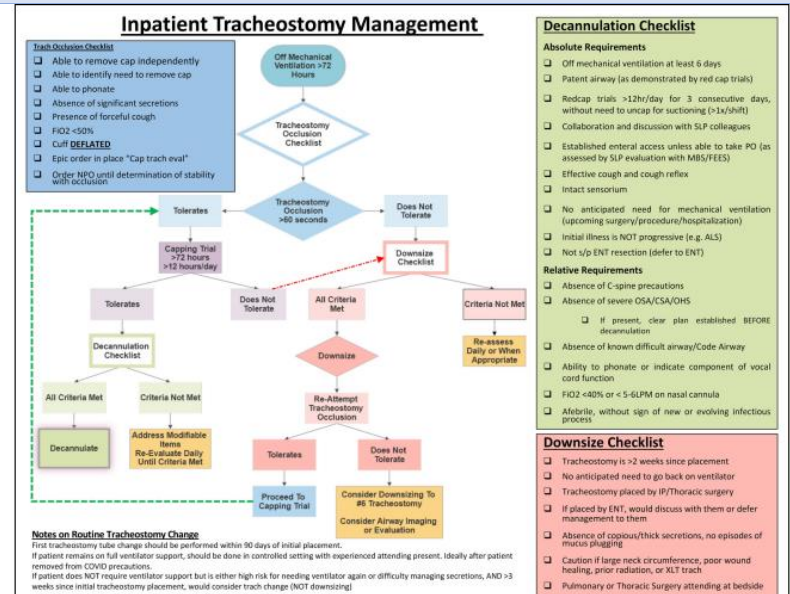 Inpatient Tracheostomy Management
Trach Occlusion Checklist
Able to remove cap independently
Able to identify need to remove cap
Able to phonate
Absence of significant secretions
Presence of forceful cough
FiO2 <50%
Cuff DEFLATED
Epic order in place "Cap trach eval"
Order NPO until determination of stability
with occlusion
Off Mechanical
Ventilation >72
Hours
Tracheostomy
Occlusion
Checklist
Tracheostomy
Occlusion
>60 seconds
Tolerates
Does Not
Tolerate
Capping Trial
>72 hours
>12 hours/day
Downsize
Checklist
Tolerates
Does Not
Tolerate
All Criteria
Met
Criteria Not Met
Decannulation
Checklist
Downsize
Re-assess
Daily or When
Appropriate
All Criteria Met
Criteria Not Met
Re-Attempt
Tracheostomy
Occlusion
Decannulate
Address Modifiable
Items
Re-Evaluate Daily
Until Criteria Met
Tolerates
Does Not
Tolerate
Proceed To
Capping Trial
Consider Downsizing To
#6 Tracheostomy
Consider Airway Imaging
or Evaluation
Notes on Routine Tracheostomy Change
First tracheostomy tube change should be performed within 90 days of initial placement.
If patient remains on full ventilator support, should be done in controlled setting with experienced attending present. Ideally after patient
removed from COVID precautions.
If patient does NOT require ventilator support but is either high risk for needing ventilator again or difficulty managing secretions, AND >3
weeks since initial tracheostomy placement, would consider trach change (NOT downsizing)
Decannulation Checklist
Absolute Requirements
Off mechanical ventilation at least 6 days
Patent airway (as demonstrated by red cap trials)
Redcap trials >12hr/day for 3 consecutive days,
without need to uncap for suctioning (>1x/shift)
Collaboration and discussion with SLP colleagues
Established enteral access unless able to take PO (as
assessed by SLP evaluation with MBS/FEES)
Effective cough and cough reflex
Intact sensorium
No anticipated need for mechanical ventilation
(upcoming surgery/procedure/hospitalization)
Initial illness is NOT progressive (e.g. ALS)
Not s/p ENT resection (defer to ENT)
Relative Requirements
Absence of C-spine precautions
Absence of severe OSA/CSA/OHS
If present, clear plan established BEFORE
decannulation
Absence of known difficult airway/Code Airway
Ability to phonate or indicate component of vocal
cord function
FiO2 <40% or < 5-6LPM on nasal cannula
Afebrile, without sign of new or evolving infectious
process
Downsize Checklist
Tracheostomy is >2 weeks since placement
No anticipated need to go back on ventilator
Tracheostomy placed by IP/Thoracic surgery
If placed by ENT, would discuss with them or defer
management to them
Absence of copious/thick secretions, no episodes of
mucus plugging
Caution if large neck circumference, poor wound
healing, prior radiation, or XLT trach
Pulmonary or Thoracic Surgery attending at bedside